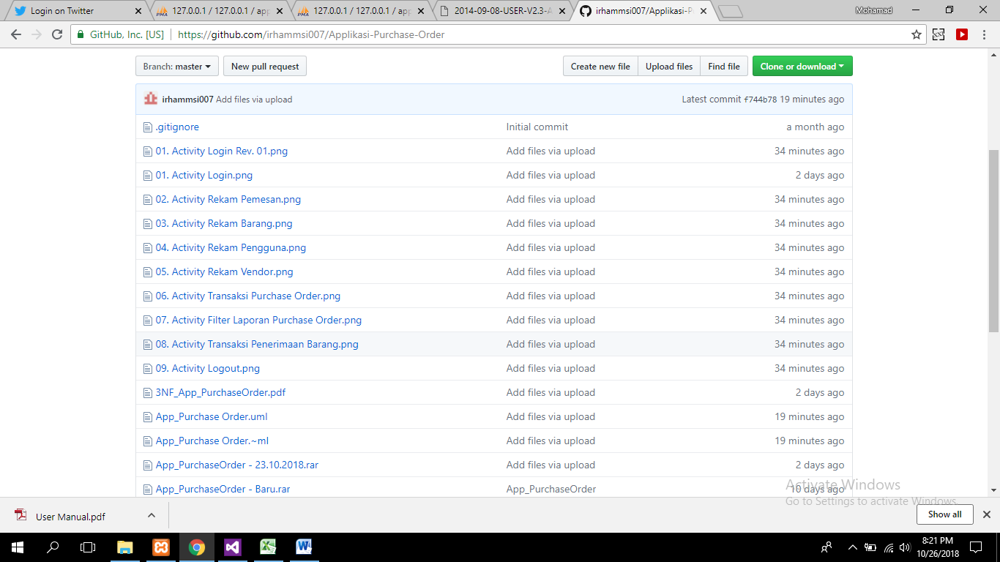 Login on Twitter
127.0.0.1 / 127.0.0.1 / app
127.0.0.1 / 127.0.0.1 / app
2014-09-08-USER-V2.3-A
irhammsi007/Applikasi-P
Mohamad
GitHub, Inc. [US] https://github.com/irhammsi007/Applikasi-Purchase-Order
Branch: master
New pull request
Create new file
Upload files
Find file
Clone or download
irhammsi007 Add files via upload
Latest commit f744b78 19 minutes ago
.gitignore Initial commit a month ago
01. Activity Login Rev. 01.png Add files via upload 34 minutes ago
01. Activity Login.png Add files via upload 2 days ago
02. Activity Rekam Pemesan.png Add files via upload 34 minutes ago
03. Activity Rekam Barang.png Add files via upload 34 minutes ago
04. Activity Rekam Pengguna.png Add files via upload 34 minutes ago
05. Activity Rekam Vendor.png Add files via upload 34 minutes ago
06. Activity Transaksi Purchase Order.png Add files via upload 34 minutes ago
07. Activity Filter Laporan Purchase Order.png Add files via upload 34 minutes ago
08. Activity Transaksi Penerimaan Barang.png Add files via upload 34 minutes ago
09. Activity Logout.png Add files via upload 34 minutes ago
3NF_App_PurchaseOrder.pdf Add files via upload 2 days ago
App_Purchase Order.uml Add files via upload 19 minutes ago
App_Purchase Order.~ml Add files via upload 19 minutes ago
App_PurchaseOrder - 23.10.2018.rar Add files via upload 2 days ago
App_PurchaseOrder - Baru.rar App_PurchaseOrder 10 days ago
Activate Windows
Go to Settings to activate Windows.
User Manual.pdf
Show all
8:21 PM
10/26/2018